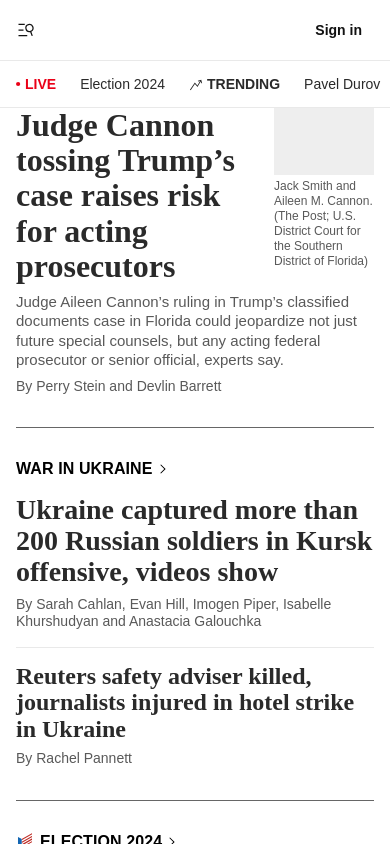 Sign in
LIVE
Election 2024
TRENDING
Pavel Durov
Judge Cannon
tossing Trump’s
case raises risk
for acting
prosecutors
Jack Smith and
Aileen M. Cannon.
(The Post; U.S.
District Court for
the Southern
District of Florida)
Judge Aileen Cannon’s ruling in Trump’s classified
documents case in Florida could jeopardize not just
future special counsels, but any acting federal
prosecutor or senior official, experts say.
By Perry Stein and Devlin Barrett
WAR IN UKRAINE
Ukraine captured more than
200 Russian soldiers in Kursk
offensive, videos show
By Sarah Cahlan, Evan Hill, Imogen Piper, Isabelle
Khurshudyan and Anastacia Galouchka
Reuters safety adviser killed,
journalists injured in hotel strike
in Ukraine
By Rachel Pannett
ELECTION 2024